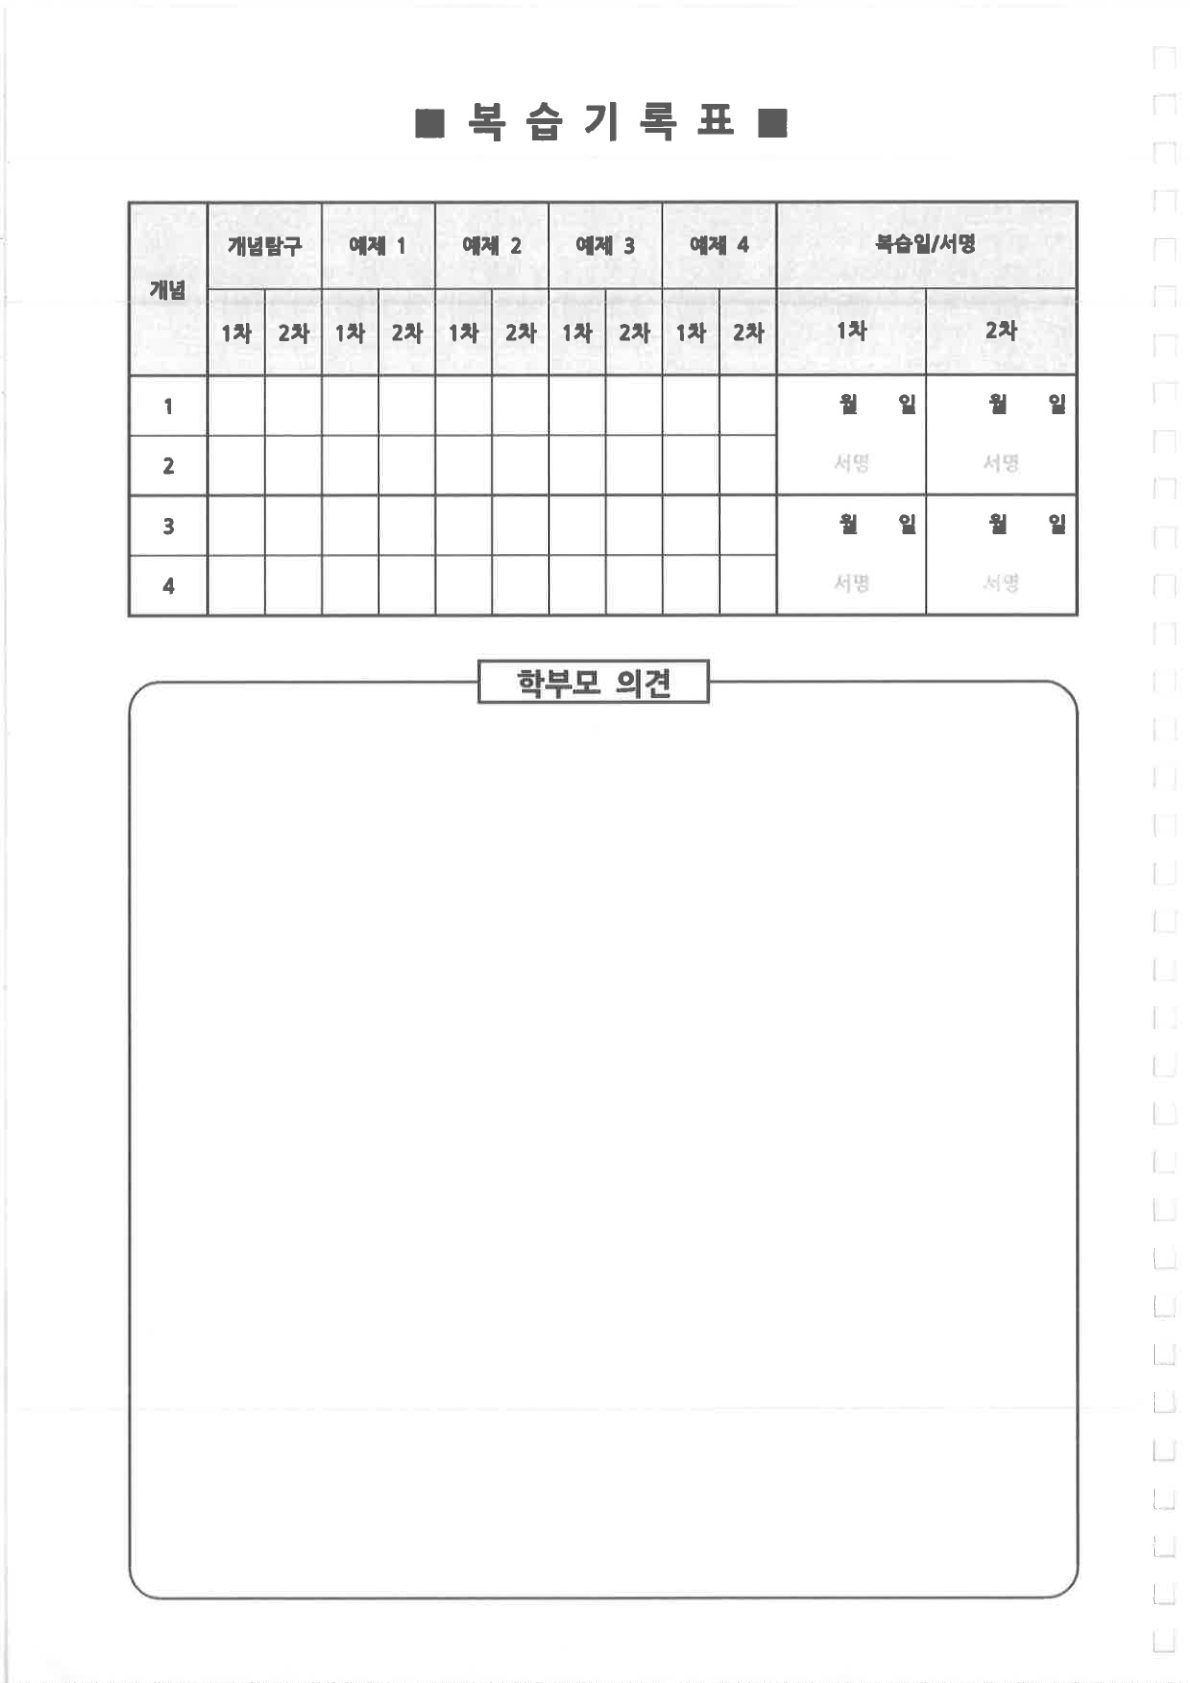 ■ 복 습 기 록 표 ■
개념 개념탐구 예제 1 예제 2 예제 3 예제 4 복습일/서명
1차 2차 1차 2차 1차 2차 1차 2차 1차 2차 1차 2차
1 월 일 월 일
2 서명 서명
3 월 일 월 일
4 서명 서명
학부모 의견